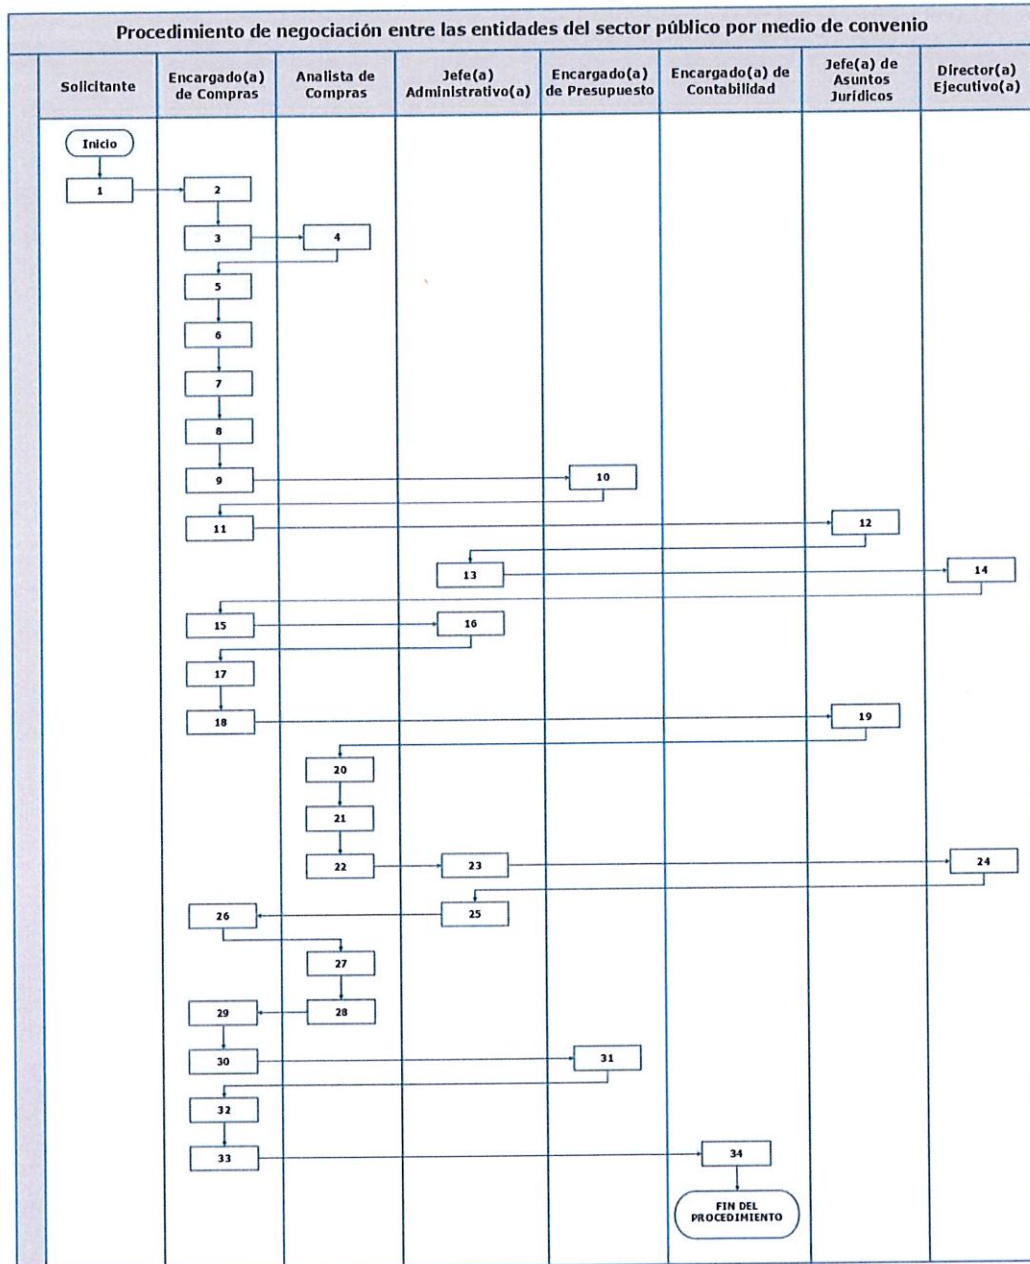 Procedimiento de negociación entre las entidades del sector público por medio de convenio
Solicitante
Encargado(a)
de Compras
Analista de
Compras
Jefe(a)
Administrativo(a)
Encargado(a)
de Presupuesto
Encargado(a) de
Contabilidad
Jefe(a) de
Asuntos
Jurídicos
Director(a)
Ejecutivo(a)
Inicio
1
2
3
4
5
6
7
8
9
10
11
12
13
14
15
16
17
18
19
20
21
22
23
24
25
26
27
28
29
30
31
32
33
34
FIN DEL
PROCEDIMIENTO